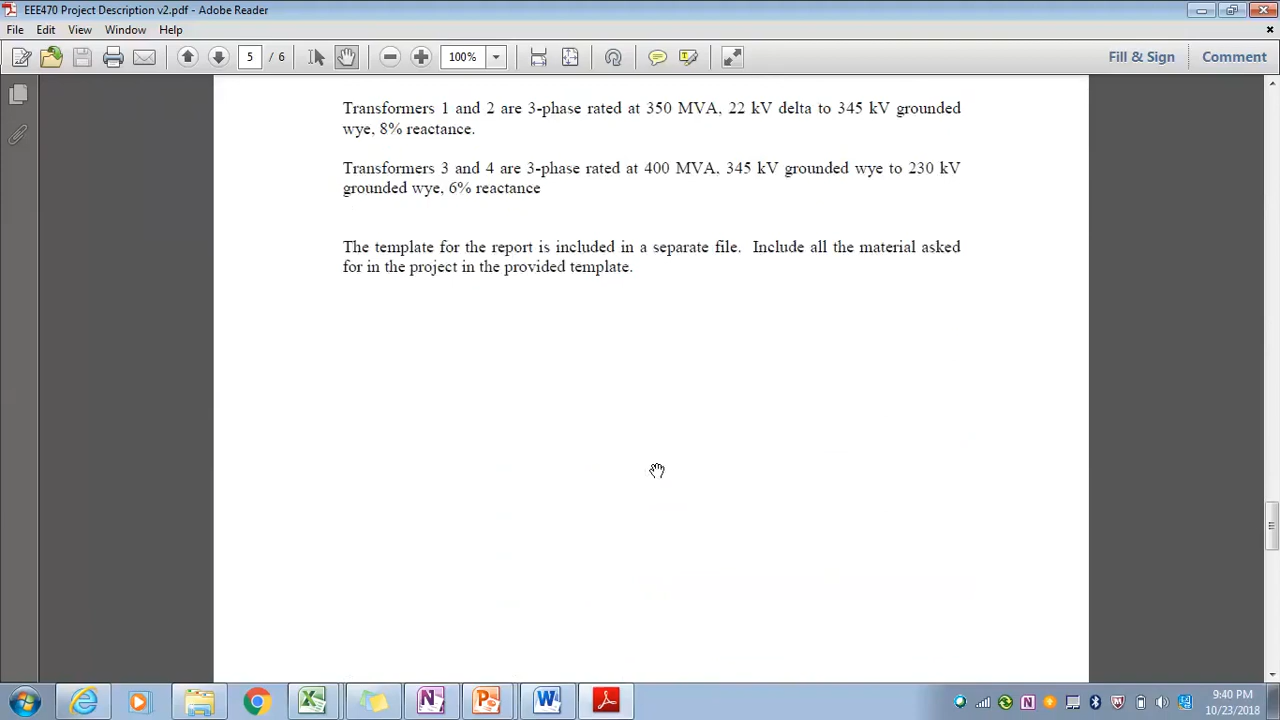 EEE470 Project Description v2.pdf - Adobe Reader
File Edit View Window Help
5 / 6 100% Fill & Sign Comment
Transformers 1 and 2 are 3-phase rated at 350 MVA, 22 kV delta to 345 kV grounded
wye, 8% reactance.
Transformers 3 and 4 are 3-phase rated at 400 MVA, 345 kV grounded wye to 230 kV
grounded wye, 6% reactance
The template for the report is included in a separate file. Include all the material asked
for in the project in the provided template.
9:40 PM
10/23/2018